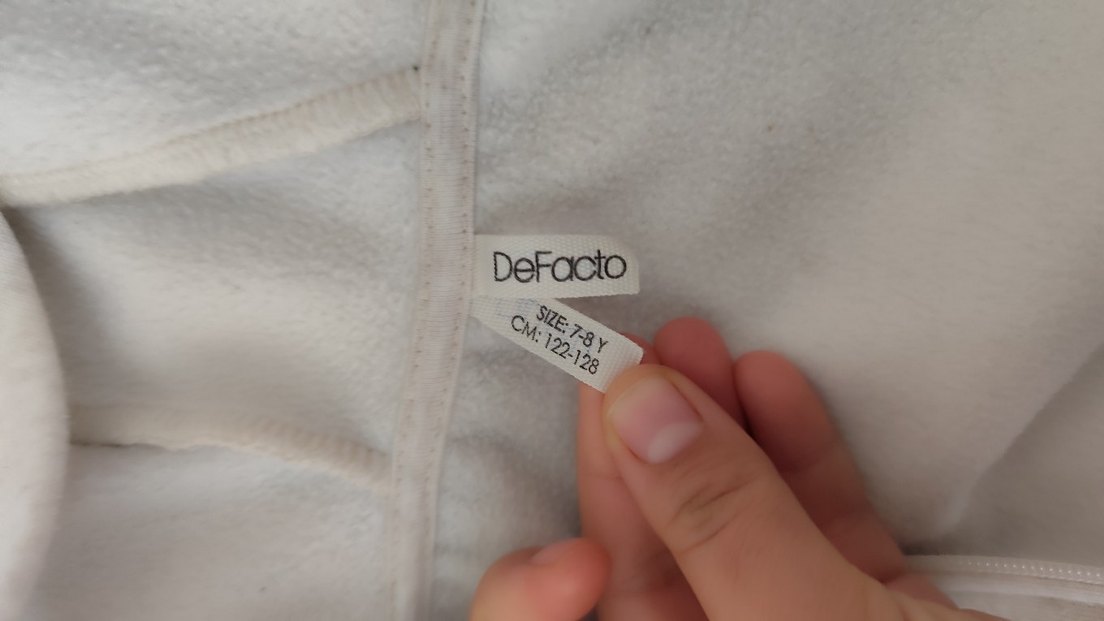 DeFacto
SIZE: 7-8 Y
CM: 122-128